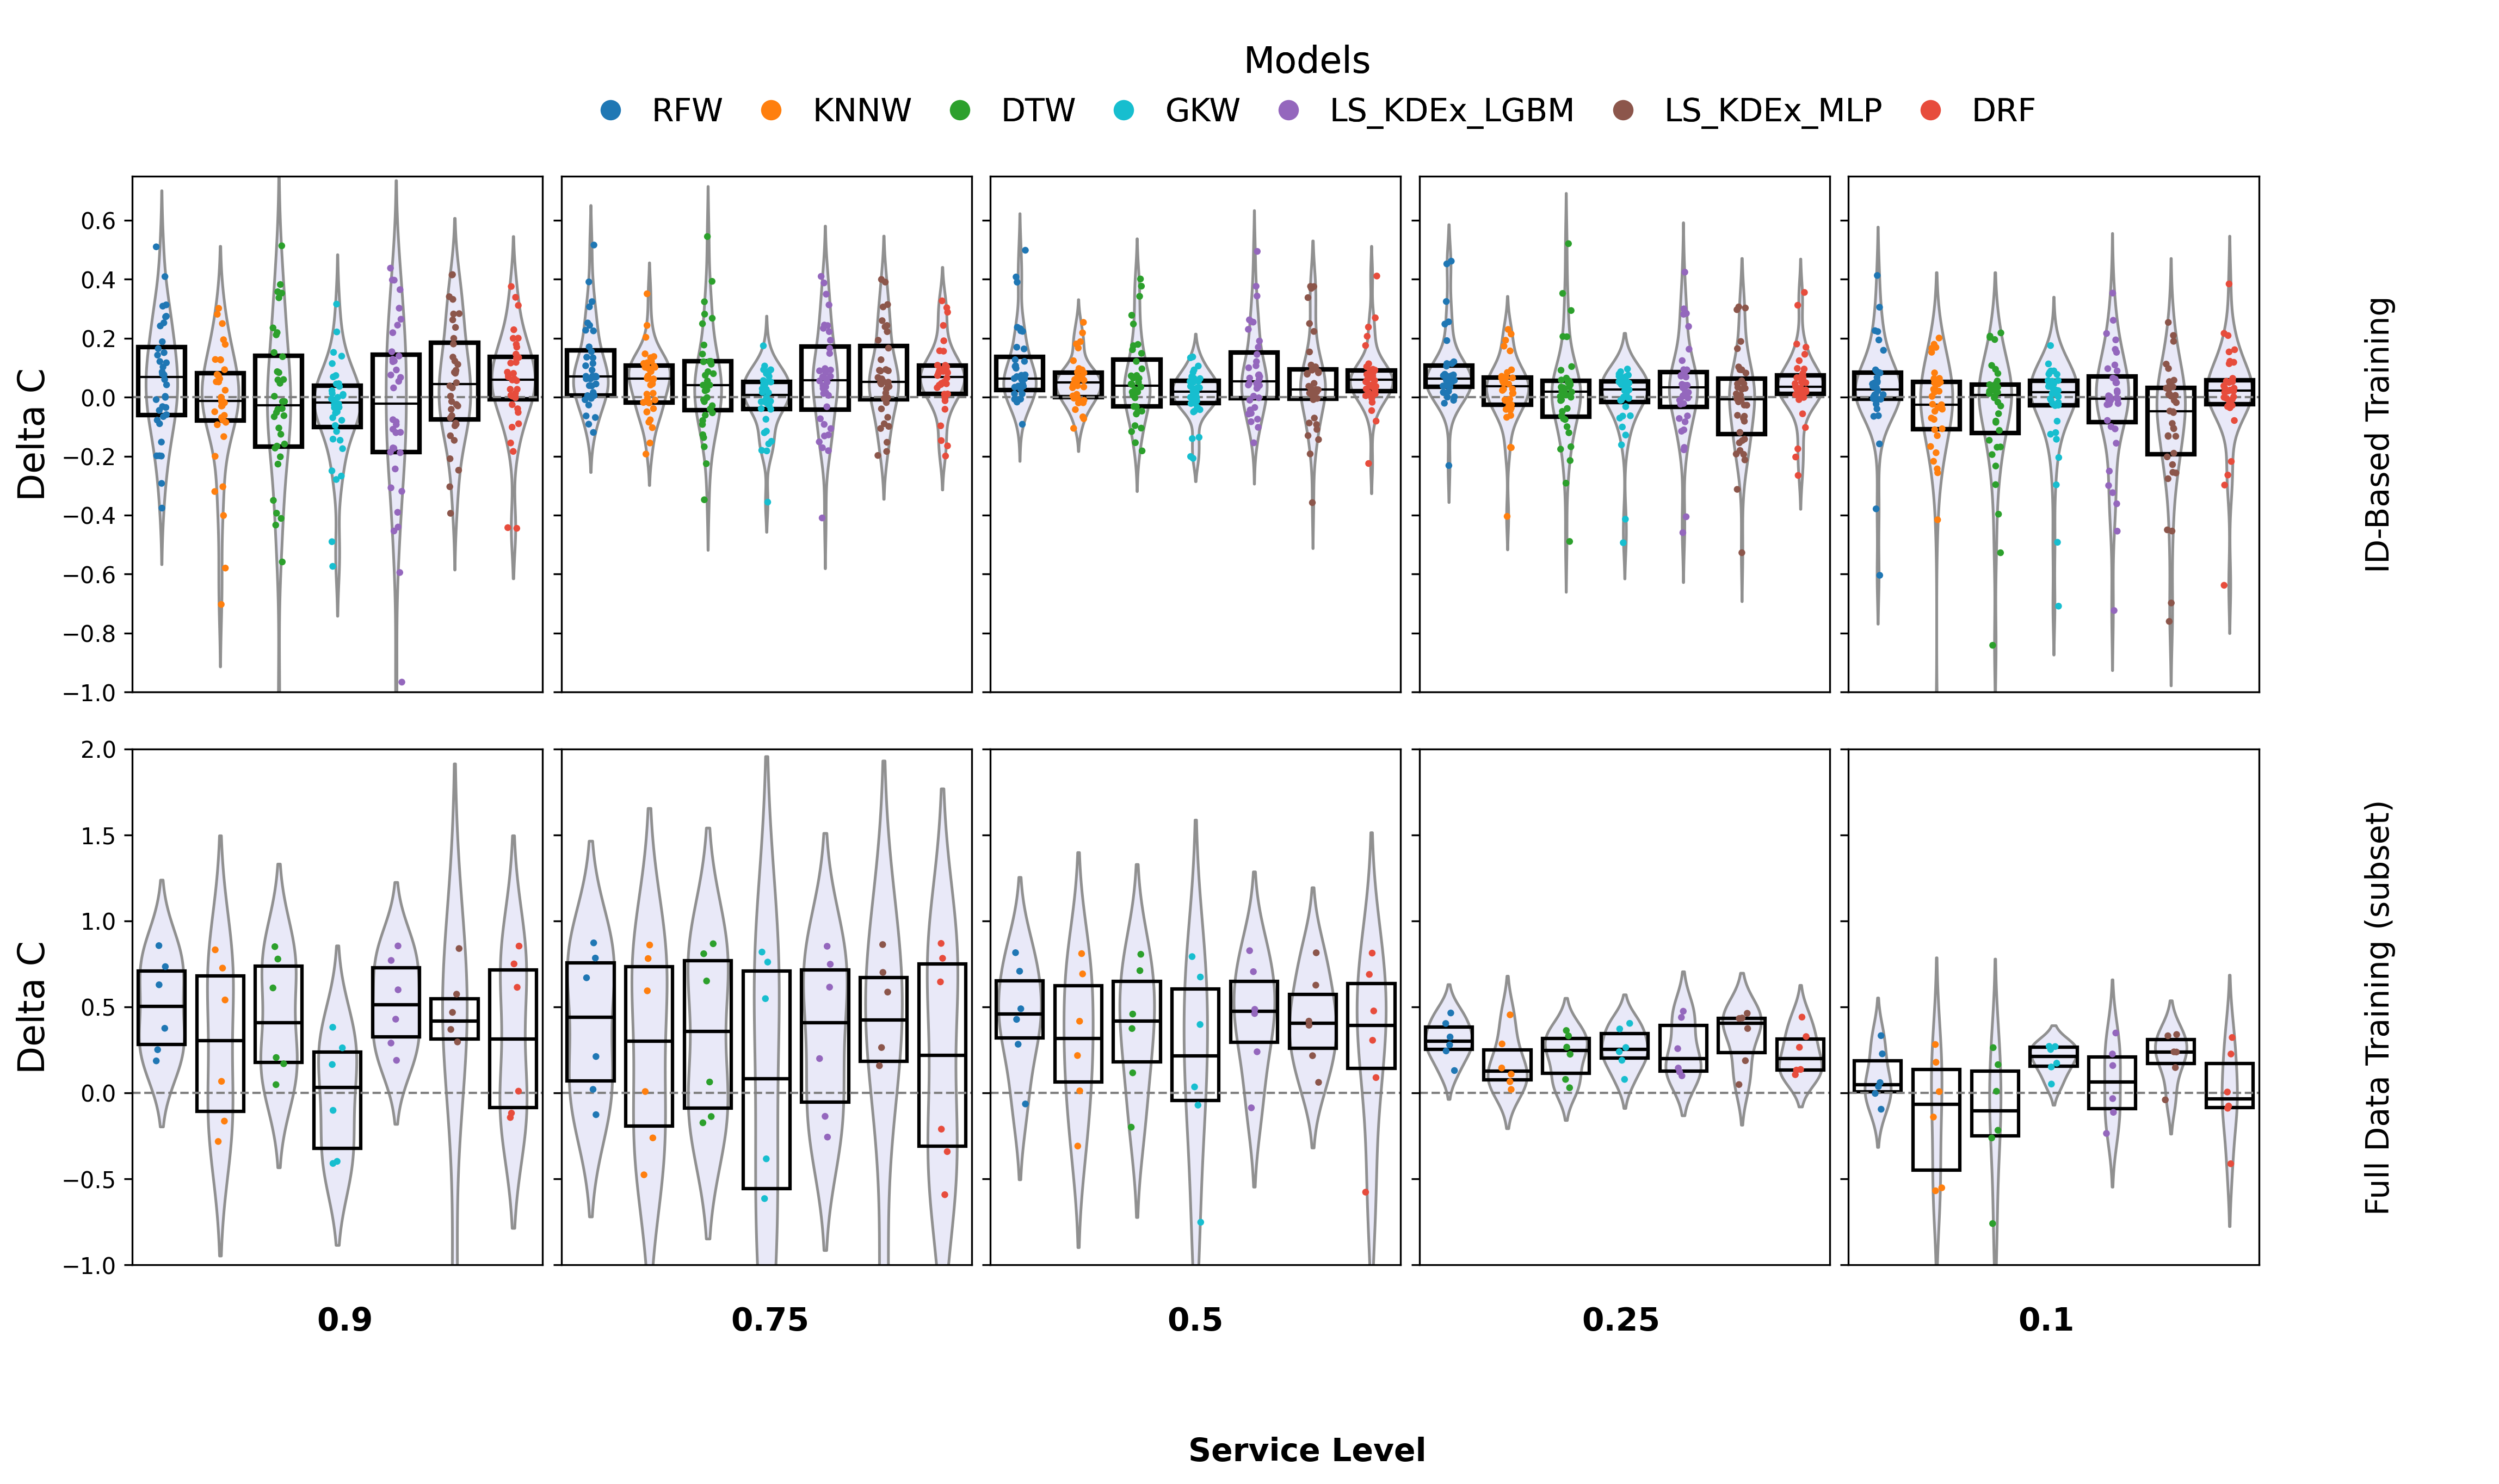 Models
RFW KNNW DTW GKW LS_KDEx_LGBM LS_KDEx_MLP DRF
0.6
0.4
0.2
0.0
−0.2
−0.4
−0.6
−0.8
−1.0
Delta C
ID-Based Training
2.0
1.5
1.0
0.5
0.0
−0.5
−1.0
Delta C
Full Data Training (subset)
0.9 0.75 0.5 0.25 0.1
Service Level